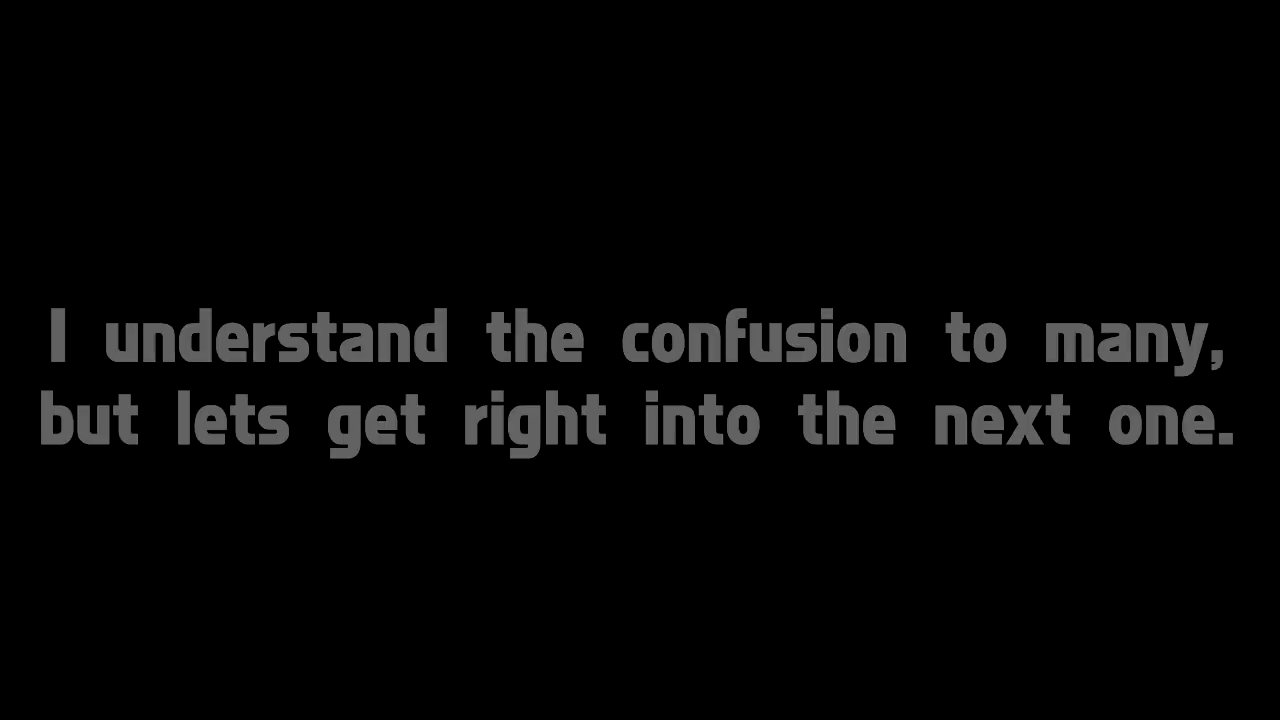 I understand the confusion to many,
but lets get right into the next one.